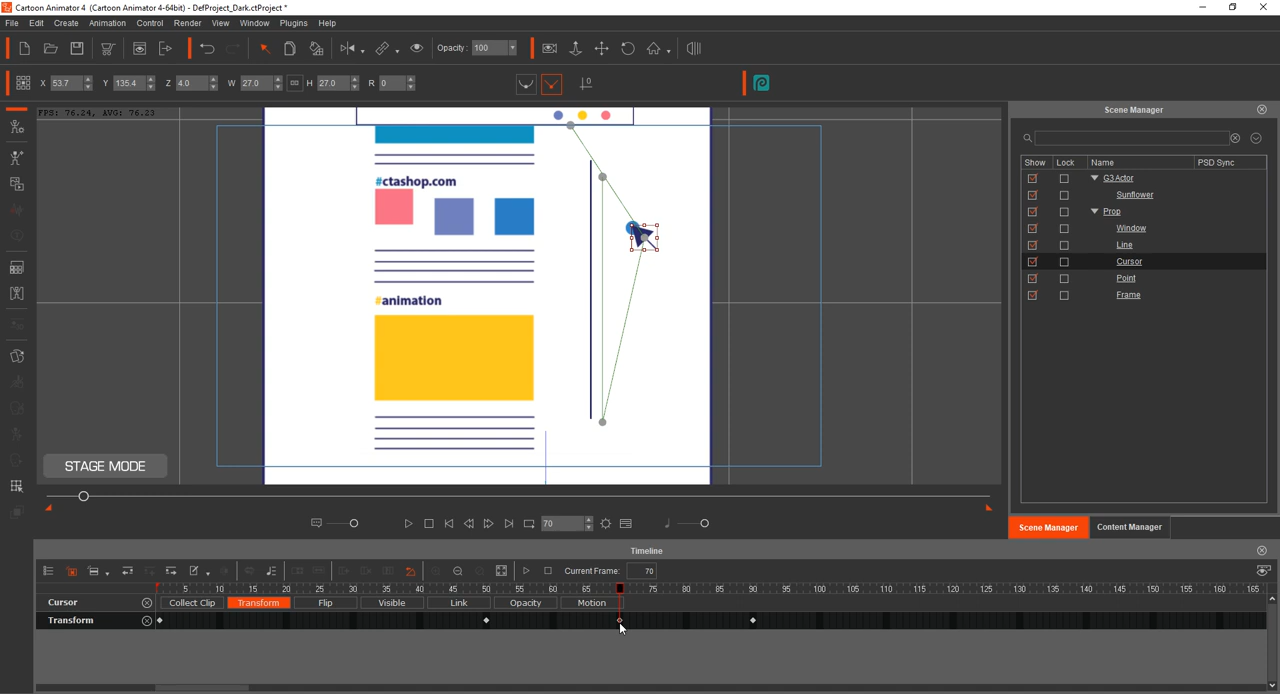 Cartoon Animator 4 (Cartoon Animator 4-64bit) - DefProject_Dark.ctProject *
File Edit Create Animation Control Render View Window Plugins Help
Opacity: 100
X 53.7 Y 135.4 Z 4.0 W 27.0 H 27.0 R 0
FPS: 76.24, AVG: 76.23
#ctashop.com
#animation
STAGE MODE
Scene Manager
Show Lock Name PSD Sync
G3 Actor
Sunflower
Prop
Window
Line
Cursor
Point
Frame
70
Scene Manager Content Manager
Timeline
Current Frame: 70
5 10 15 20 25 30 35 40 45 50 55 60 65 75 80 85 90 95 100 105 110 115 120 125 130 135 140 145 150 155 160 165
Cursor Collect Clip Transform Flip Visible Link Opacity Motion
Transform